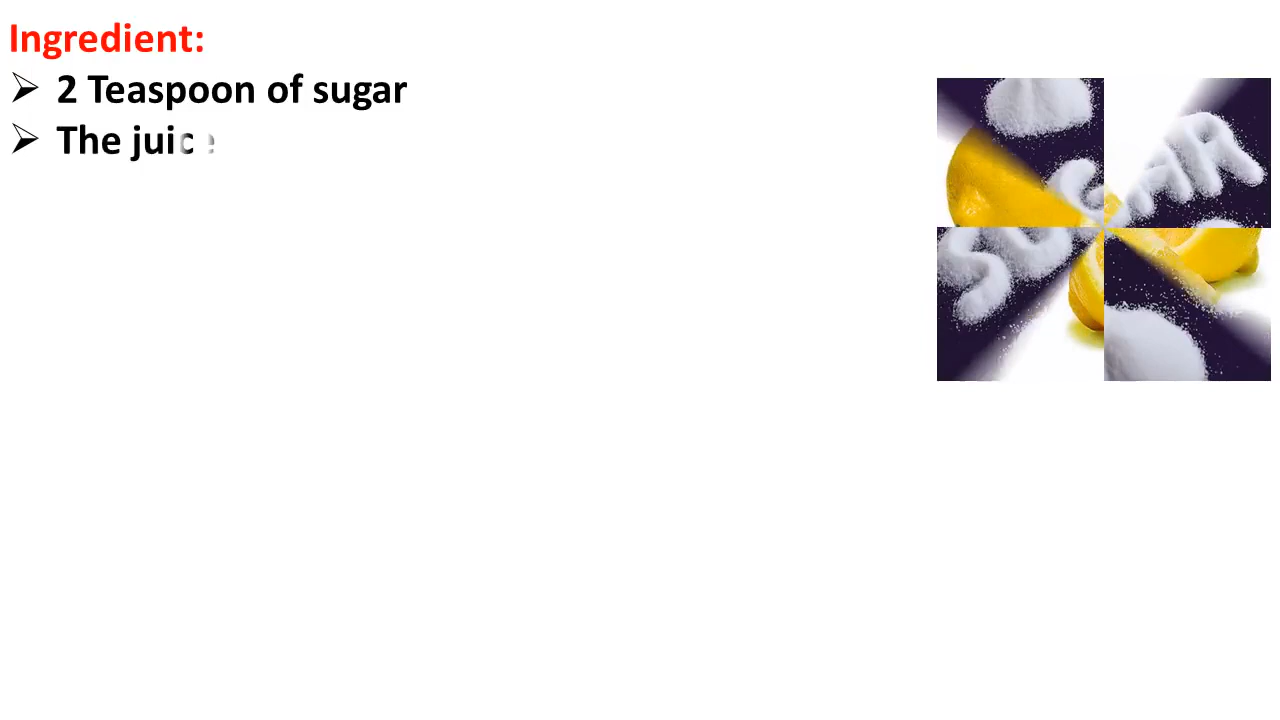 Ingredient:
➢ 2 Teaspoon of sugar
➢ The juice